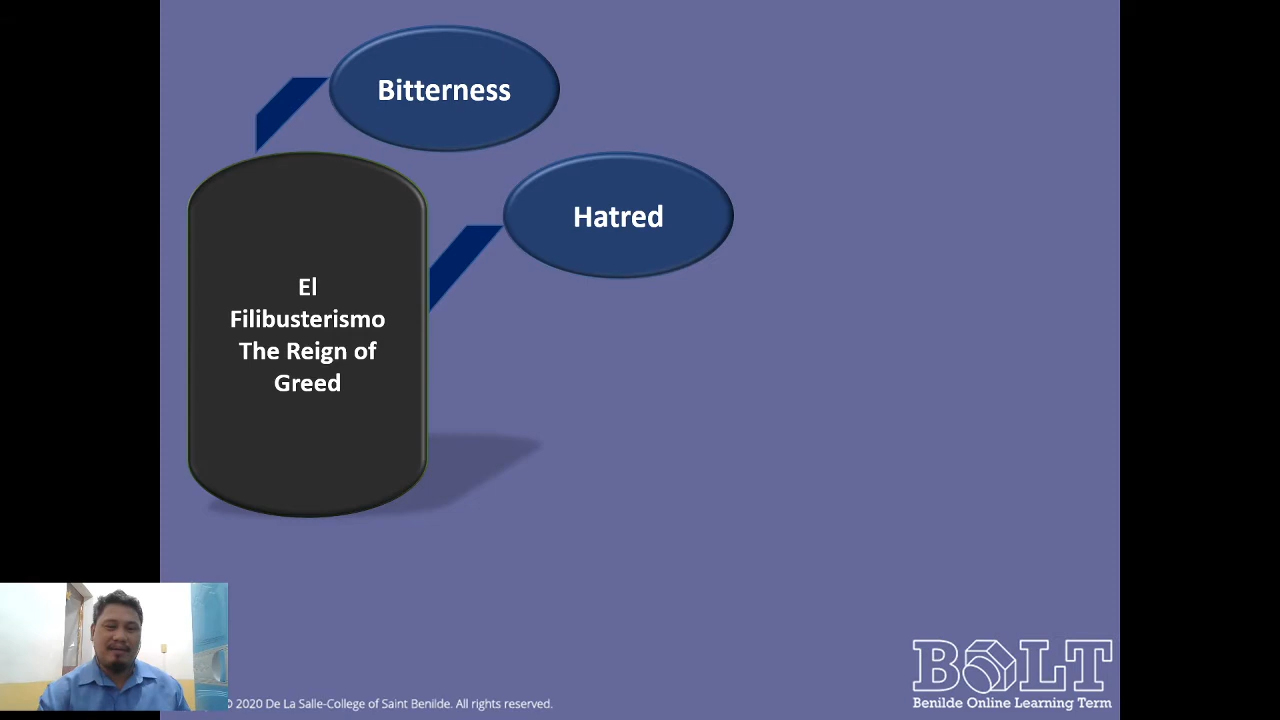 Bitterness
Hatred
El
Filibusterismo
The Reign of
Greed
BOLT
Benilde Online Learning Term
© 2020 De La Salle-College of Saint Benilde. All rights reserved.